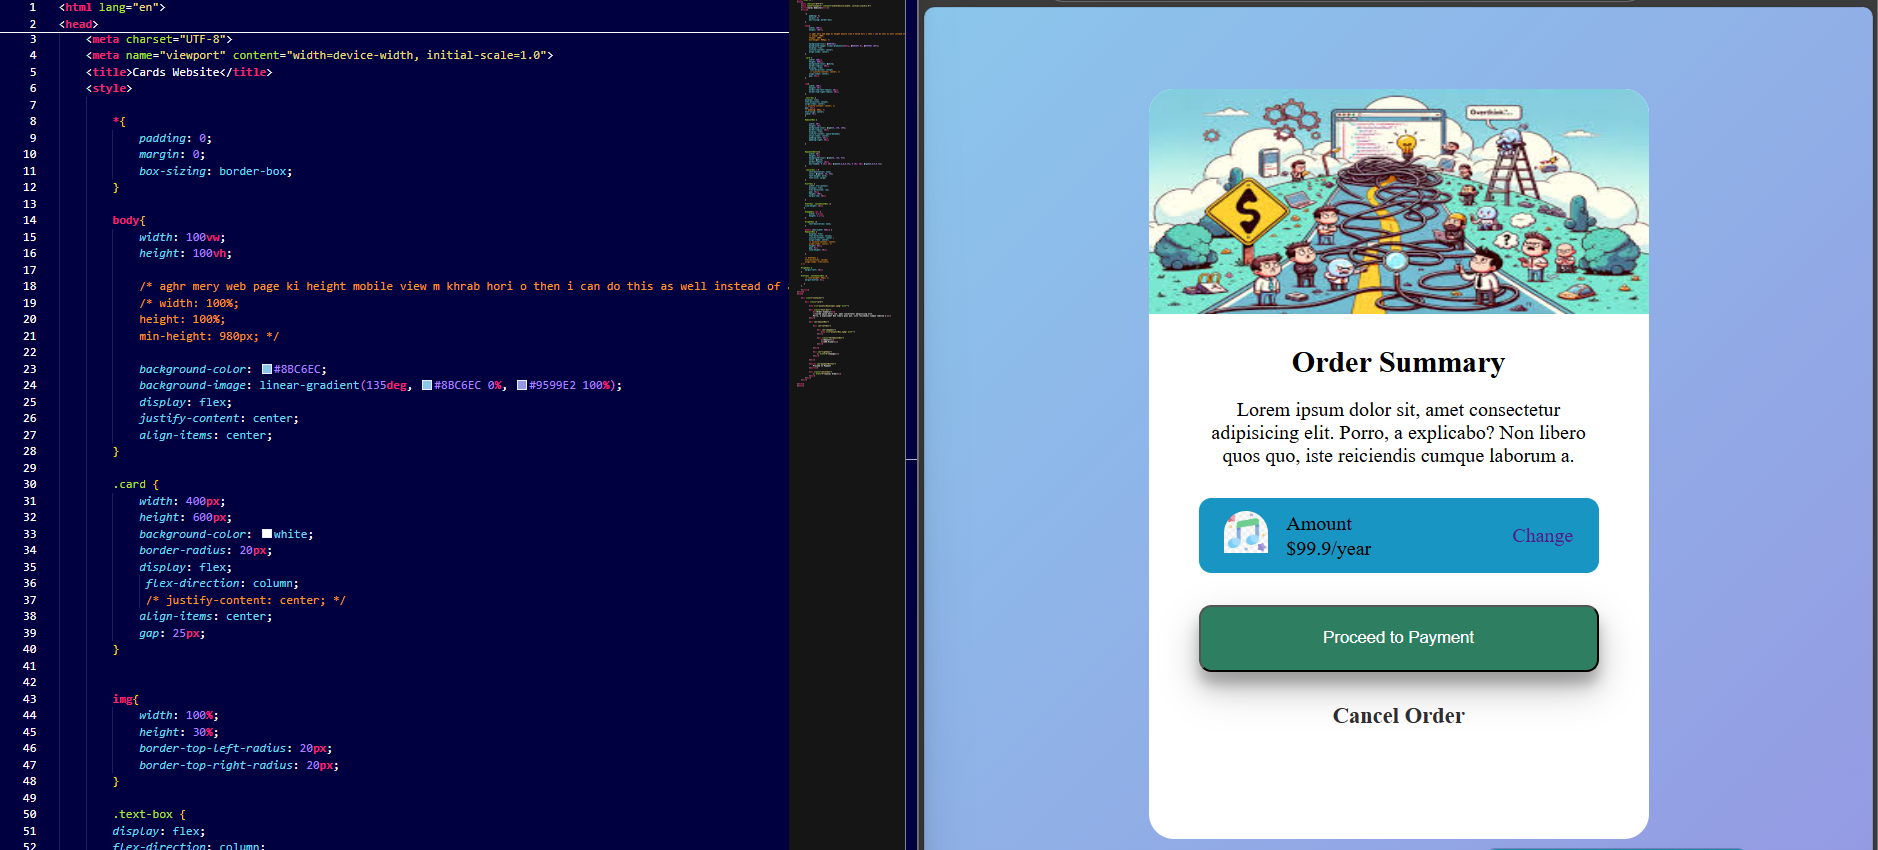 1 <html lang="en">
2 <head>
3 <meta charset="UTF-8">
4 <meta name="viewport" content="width=device-width, initial-scale=1.0">
5 <title>Cards Website</title>
6 <style>
7
8 *{
9 padding: 0;
10 margin: 0;
11 box-sizing: border-box;
12 }
13
14 body{
15 width: 100vw;
16 height: 100vh;
17
18 /* aghr mery web page ki height mobile view m khrab hori o then i can do this as well instead of
19 /* width: 100%;
20 height: 100%;
21 min-height: 980px; */
22
23 background-color: #8BC6EC;
24 background-image: linear-gradient(135deg, #8BC6EC 0%, #9599E2 100%);
25 display: flex;
26 justify-content: center;
27 align-items: center;
28 }
29
30 .card {
31 width: 400px;
32 height: 600px;
33 background-color: white;
34 border-radius: 20px;
35 display: flex;
36 flex-direction: column;
37 /* justify-content: center; */
38 align-items: center;
39 gap: 25px;
40 }
41
42
43 img{
44 width: 100%;
45 height: 30%;
46 border-top-left-radius: 20px;
47 border-top-right-radius: 20px;
48 }
49
50 .text-box {
51 display: flex;
52 flex-direction: column;
Overthink....
$
?
Order Summary
Lorem ipsum dolor sit, amet consectetur
adipisicing elit. Porro, a explicabo? Non libero
quos quo, iste reiciendis cumque laborum a.
Amount
$99.9/year
Change
Proceed to Payment
Cancel Order